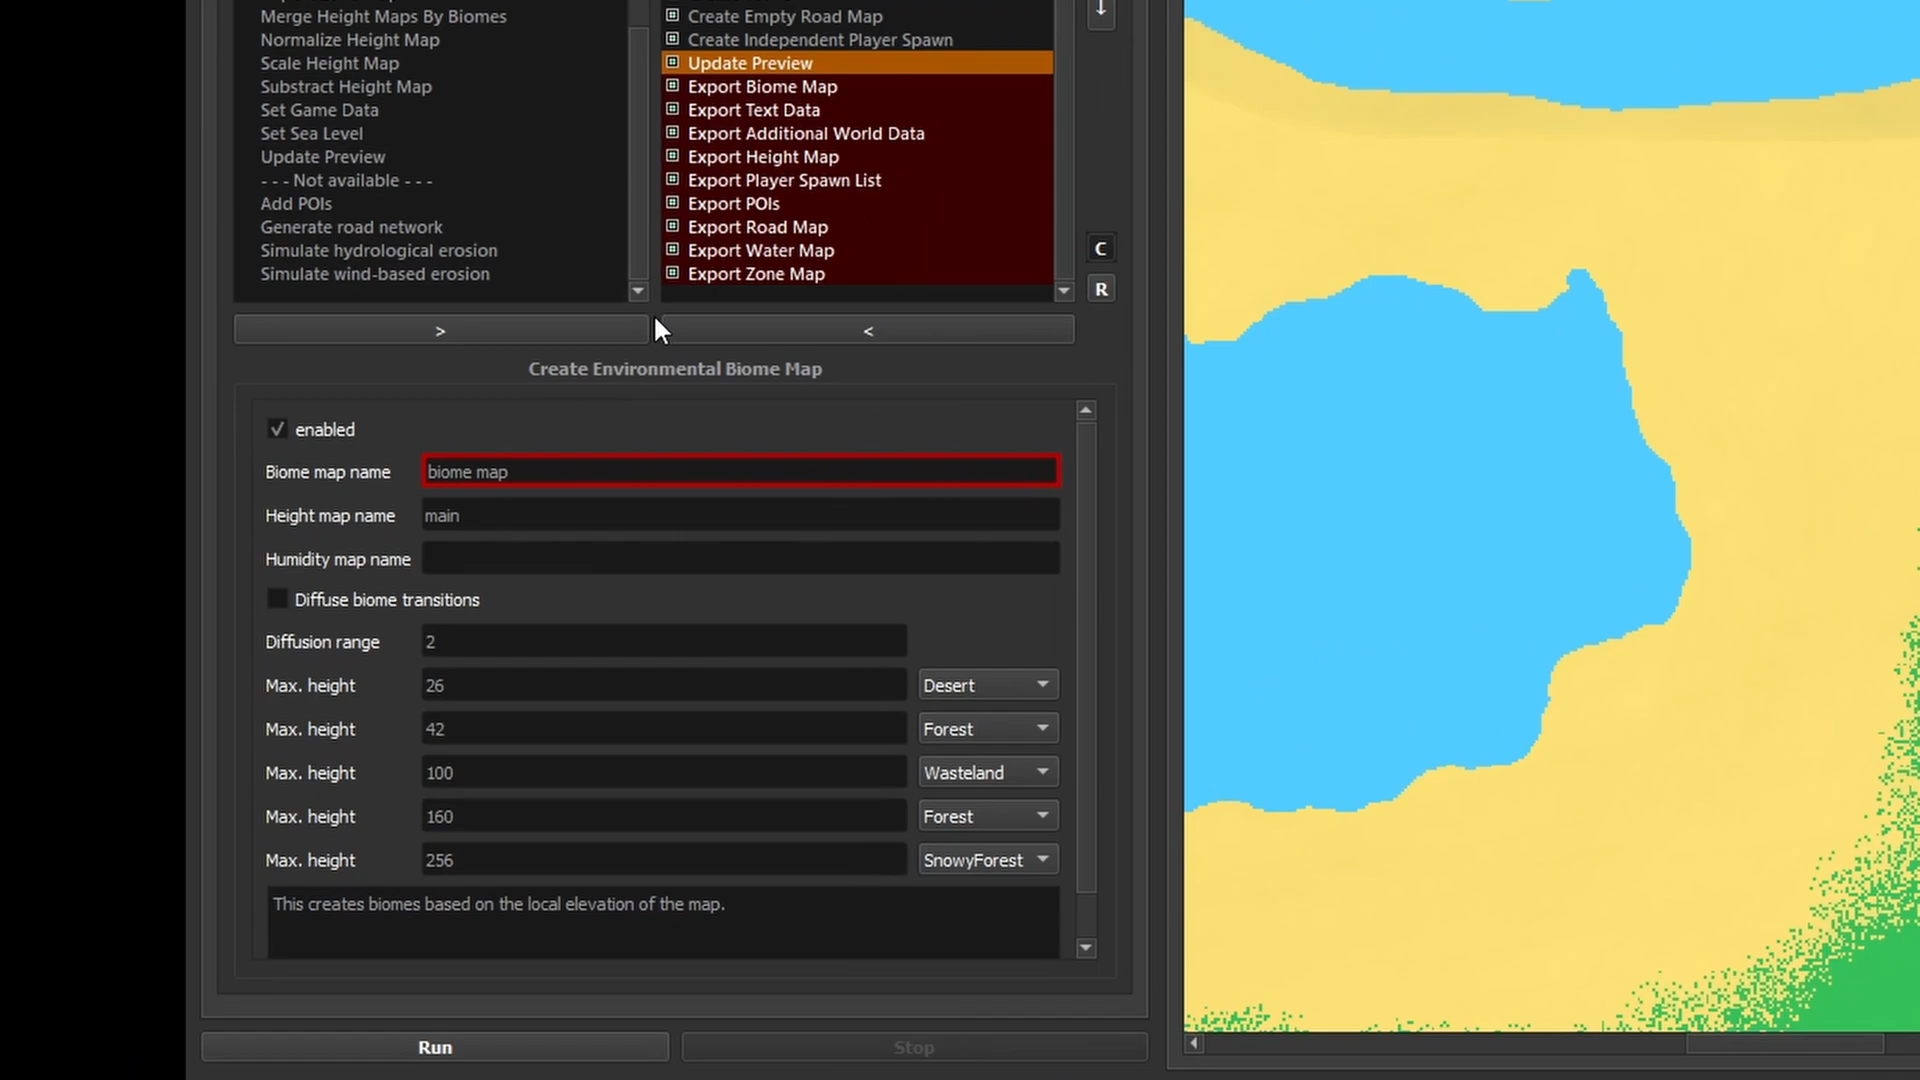 Merge Height Maps By Biomes
Normalize Height Map
Scale Height Map
Substract Height Map
Set Game Data
Set Sea Level
Update Preview
- - - Not available - - -
Add POIs
Generate road network
Simulate hydrological erosion
Simulate wind-based erosion
Create Empty Road Map
Create Independent Player Spawn
Update Preview
Export Biome Map
Export Text Data
Export Additional World Data
Export Height Map
Export Player Spawn List
Export POIs
Export Road Map
Export Water Map
Export Zone Map
C
R
>
<
Create Environmental Biome Map
enabled
Biome map name biome map
Height map name main
Humidity map name
Diffuse biome transitions
Diffusion range 2
Max. height 26 Desert
Max. height 42 Forest
Max. height 100 Wasteland
Max. height 160 Forest
Max. height 256 SnowyForest
This creates biomes based on the local elevation of the map.
Run
Stop